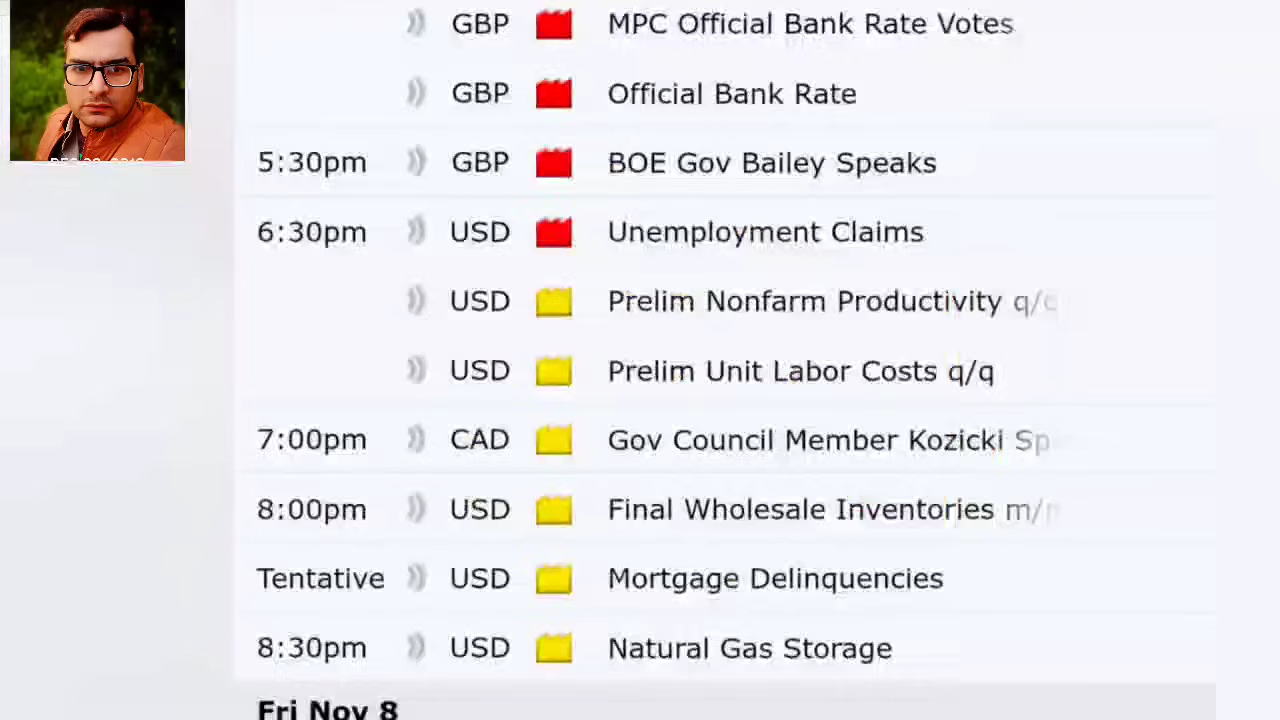 GBP MPC Official Bank Rate Votes
GBP Official Bank Rate
5:30pm GBP BOE Gov Bailey Speaks
6:30pm USD Unemployment Claims
USD Prelim Nonfarm Productivity q/
USD Prelim Unit Labor Costs q/q
7:00pm CAD Gov Council Member Kozicki Sp
8:00pm USD Final Wholesale Inventories m/
Tentative USD Mortgage Delinquencies
8:30pm USD Natural Gas Storage
Fri Nov 8